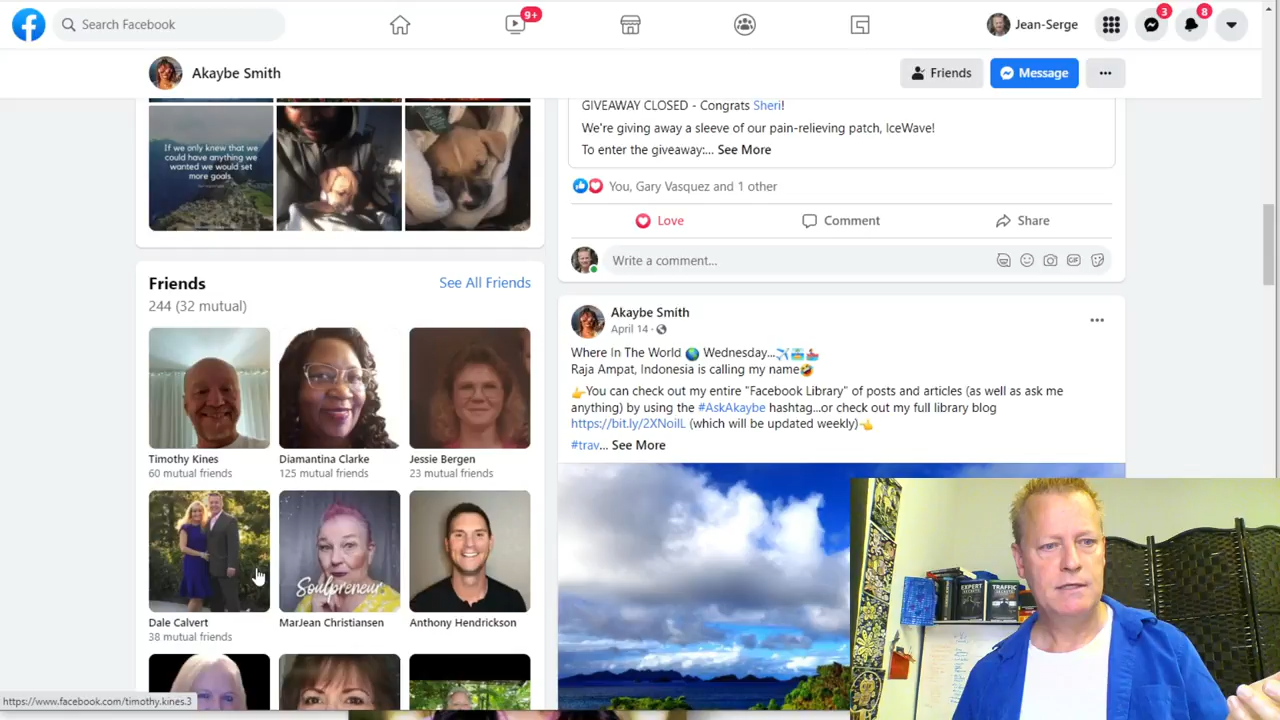 Search Facebook
9+
Jean-Serge
3
8
Akaybe Smith
Friends
Message
If we only knew that we
could have anything we
wanted we would set
more goals.
GIVEAWAY CLOSED - Congrats Sheri!
We're giving away a sleeve of our pain-relieving patch, IceWave!
To enter the giveaway:... See More
You, Gary Vasquez and 1 other
Love
Comment
Share
Write a comment...
GIF
Friends
See All Friends
244 (32 mutual)
Timothy Kines
60 mutual friends
Diamantina Clarke
125 mutual friends
Jessie Bergen
23 mutual friends
Soulpreneur
Dale Calvert
38 mutual friends
MarJean Christiansen
Anthony Hendrickson
Akaybe Smith
April 14
Where In The World 🌎 Wednesday...✈️🏝️🚣
Raja Ampat, Indonesia is calling my name🤣
👉You can check out my entire "Facebook Library" of posts and articles (as well as ask me
anything) by using the #AskAkaybe hashtag...or check out my full library blog
https://bit.ly/2XNoilL (which will be updated weekly)👈
#trav... See More
EXPERT
SECRETS
TRAFFIC
SECRETS
https://www.facebook.com/timothy.kines.3